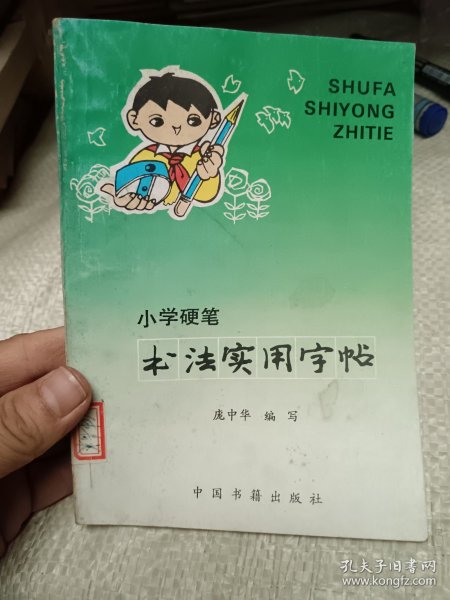 SHUFA
SHIYONG
ZHITIE
小学硬笔
书法实用字帖
庞中华 编写
中国书籍出版社
孔夫子旧书网
www.kongfz.com